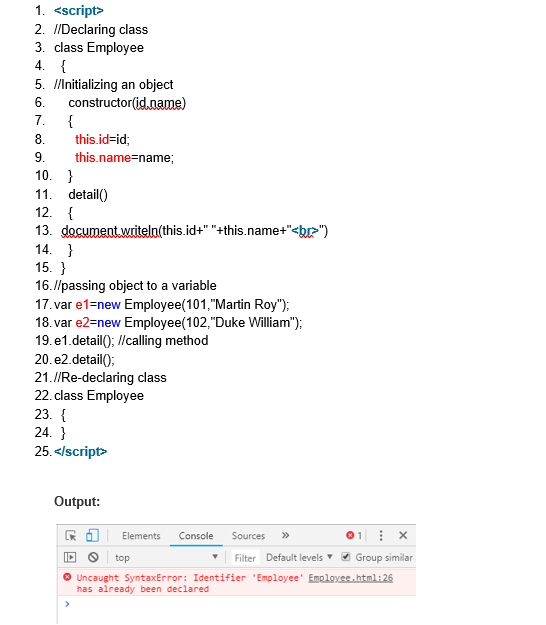 1. <script>
2. //Declaring class
3. class Employee
4. {
5. //Initializing an object
6. constructor(id,name)
7. {
8. this.id=id;
9. this.name=name;
10. }
11. detail()
12. {
13. document.writeln(this.id+" "+this.name+"<br>")
14. }
15. }
16. //passing object to a variable
17. var e1=new Employee(101,"Martin Roy");
18. var e2=new Employee(102,"Duke William");
19. e1.detail(); //calling method
20. e2.detail();
21. //Re-declaring class
22. class Employee
23. {
24. }
25. </script>
Output:
Elements Console Sources » 1
top Filter Default levels Group similar
Uncaught SyntaxError: Identifier 'Employee' Employee.html:26
has already been declared
>